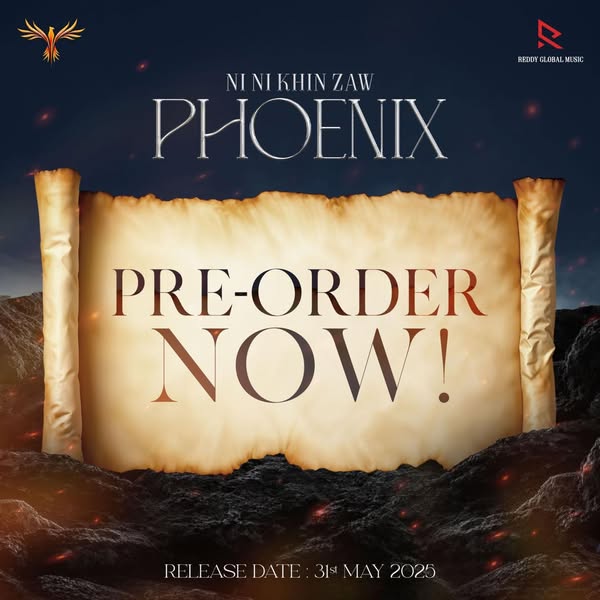 REDDY GLOBAL MUSIC
NI NI KHIN ZAW
PHOENIX
PRE-ORDER
NOW!
RELEASE DATE : 31st MAY 2025